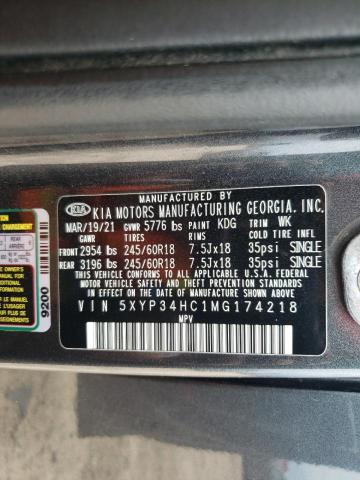 MANUFACTURED BY
KIA KIA MOTORS MANUFACTURING GEORGIA, INC.
MAR/19/21 GVWR 5776 lbs PAINT KDG TRIM WK
GAWR TIRES RIMS COLD TIRE INFL
FRONT 2954 lbs 245/60R18 7.5Jx18 35psi SINGLE
REAR 3196 lbs 245/60R18 7.5Jx18 35psi SINGLE
THIS VEHICLE CONFORMS TO ALL APPLICABLE U.S.A. FEDERAL
MOTOR VEHICLE SAFETY AND THEFT PREVENTION STANDARDS
IN EFFECT ON THE DATE OF MANUFACTURE SHOWN ABOVE
VIN 5XYP34HC1MG174218
MPV
REAR
9200